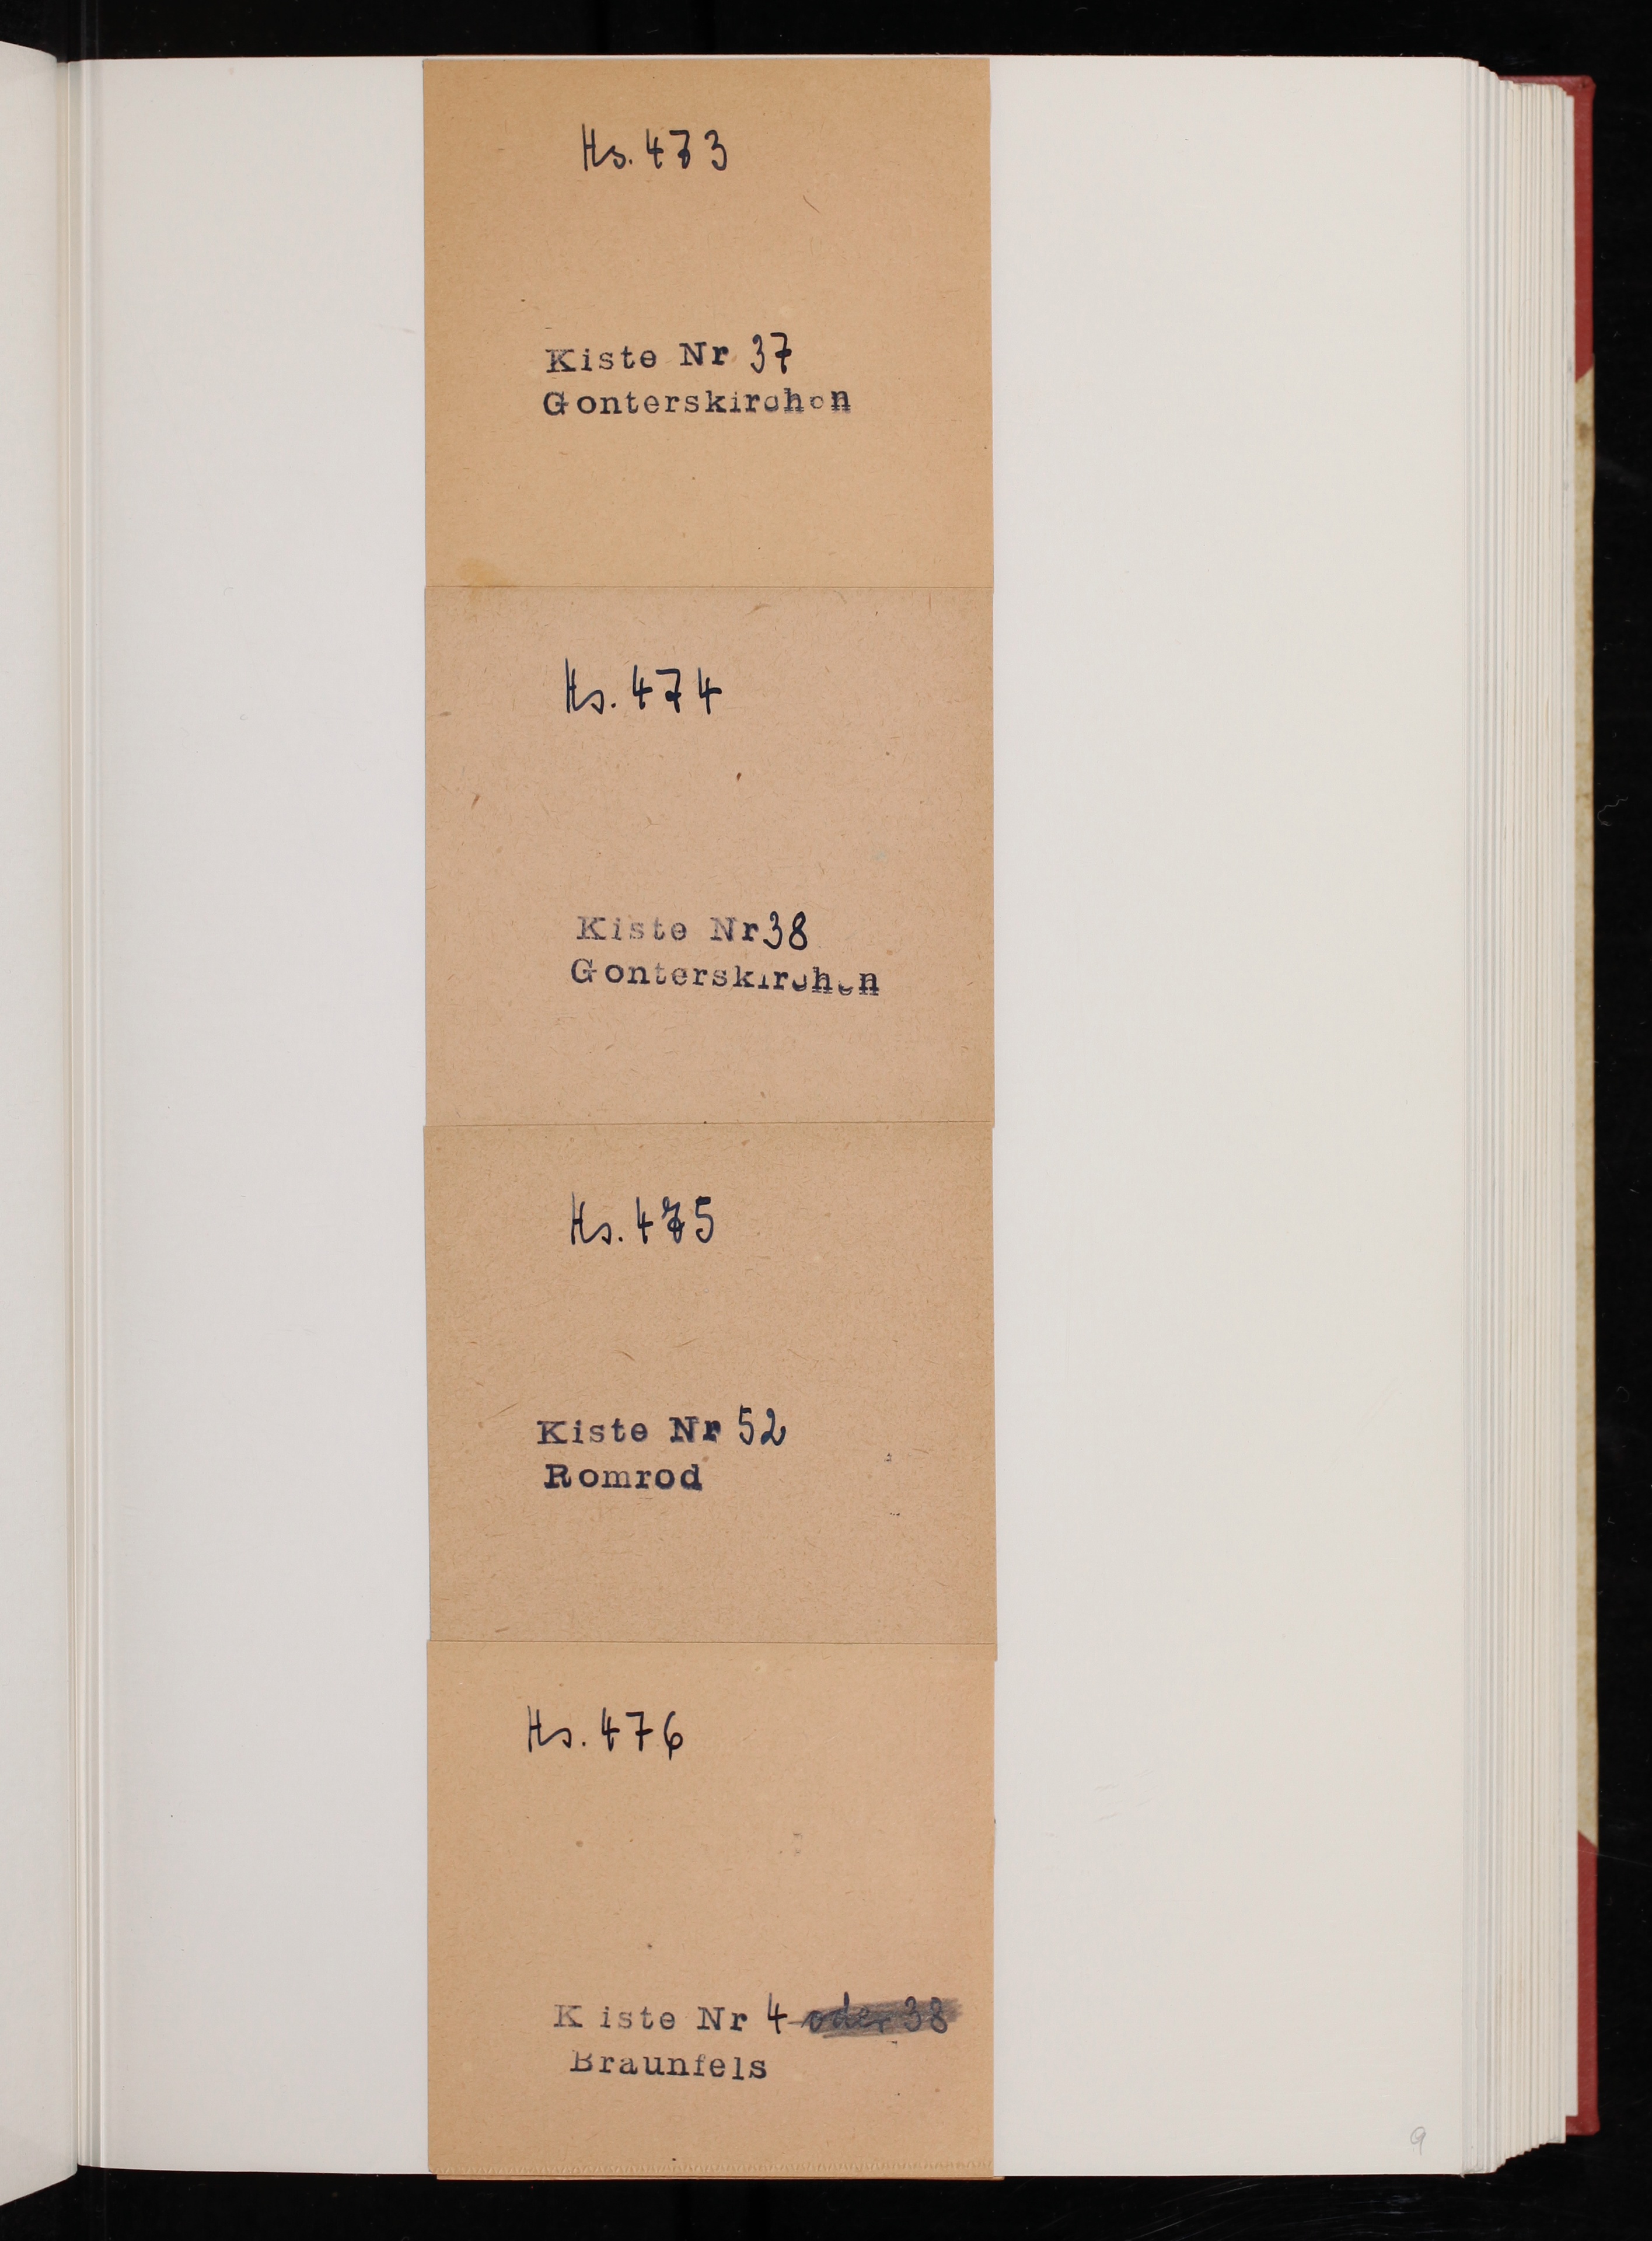 Hs. 473
Kiste Nr 37
Gonterskirchen
Hs. 474
Kiste Nr 38
Gonterskirchen
Hs. 475
Kiste Nr 52
Romrod
Hs. 476
Kiste Nr 4 oder 38
Braunfels
9